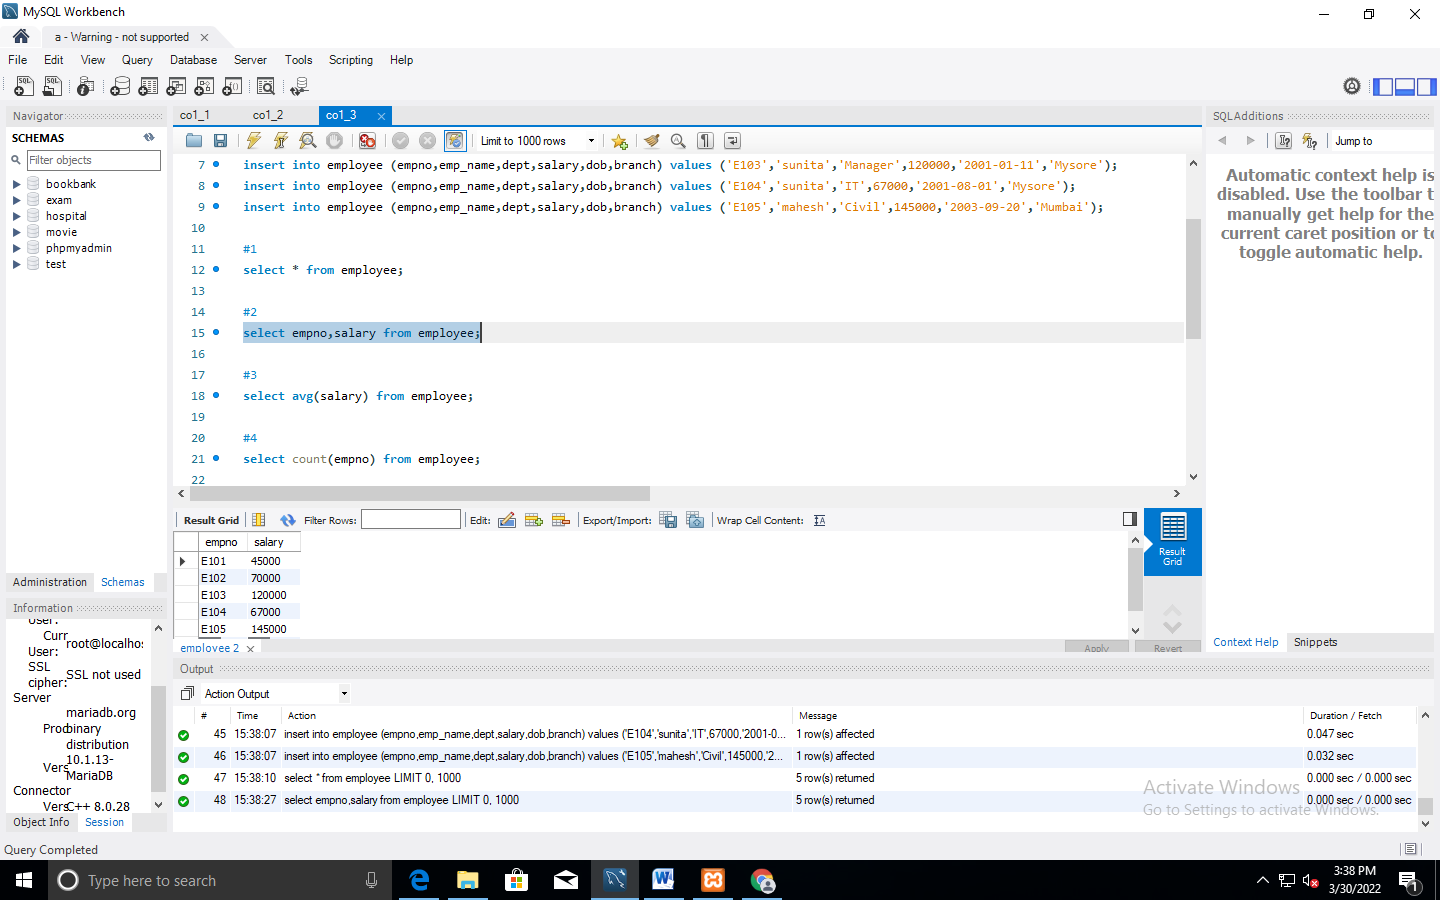 MySQL Workbench
a - Warning - not supported
File Edit View Query Database Server Tools Scripting Help
Navigator
SCHEMAS
Filter objects
bookbank
exam
hospital
movie
phpmyadmin
test
Administration Schemas
Information
User:
Curr root@localhos
User:
SSL SSL not used
cipher:
Server
mariadb.org
Prod binary
distribution
Vers 10.1.13-
MariaDB
Connector
Vers C++ 8.0.28
Object Info Session
Query Completed
co1_1 co1_2 co1_3
Limit to 1000 rows
7 insert into employee (empno,emp_name,dept,salary,dob,branch) values ('E103','sunita','Manager',120000,'2001-01-11','Mysore');
8 insert into employee (empno,emp_name,dept,salary,dob,branch) values ('E104','sunita','IT',67000,'2001-08-01','Mysore');
9 insert into employee (empno,emp_name,dept,salary,dob,branch) values ('E105','mahesh','Civil',145000,'2003-09-20','Mumbai');
10
11 #1
12 select * from employee;
13
14 #2
15 select empno,salary from employee;
16
17 #3
18 select avg(salary) from employee;
19
20 #4
21 select count(empno) from employee;
22
Result Grid Filter Rows: Edit: Export/Import: Wrap Cell Content: IA
empno salary
E101 45000
E102 70000
E103 120000
E104 67000
E105 145000
Result
Grid
employee 2 Apply Revert
SQLAdditions
Jump to
Automatic context help is
disabled. Use the toolbar t
manually get help for the
current caret position or to
toggle automatic help.
Context Help Snippets
Output
Action Output
# Time Action Message Duration / Fetch
45 15:38:07 insert into employee (empno,emp_name,dept,salary,dob,branch) values ('E104','sunita','IT',67000,'2001-0... 1 row(s) affected 0.047 sec
46 15:38:07 insert into employee (empno,emp_name,dept,salary,dob,branch) values ('E105','mahesh','Civil',145000,'2... 1 row(s) affected 0.032 sec
47 15:38:10 select * from employee LIMIT 0, 1000 5 row(s) returned 0.000 sec / 0.000 sec
48 15:38:27 select empno,salary from employee LIMIT 0, 1000 5 row(s) returned 0.000 sec / 0.000 sec
Activate Windows
Go to Settings to activate Windows.
Type here to search
3:38 PM
3/30/2022
1